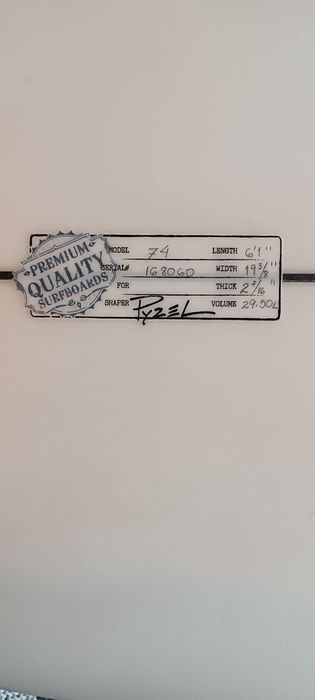 PREMIUM
QUALITY
SURFBOARDS
MODEL 74 LENGTH 6'1"
SERIAL# 168060 WIDTH 19 3/8"
FOR THICK 2 7/16"
SHAPER PYZEL VOLUME 29.50L